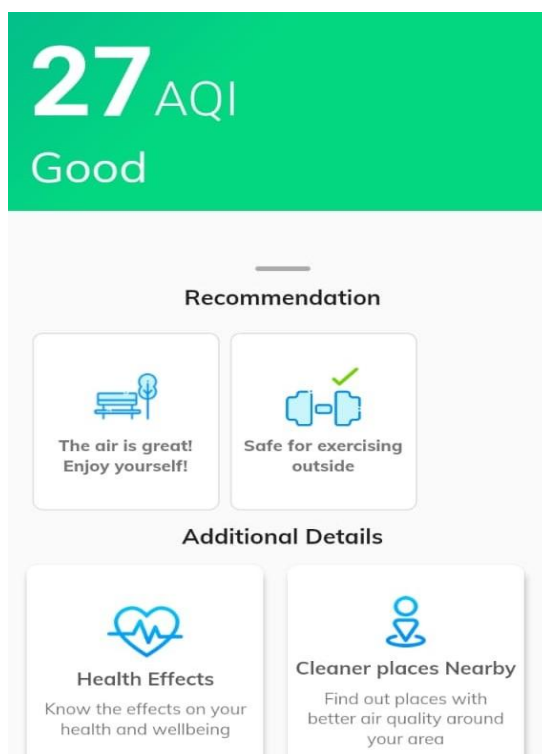 27 AQI
Good
Recommendation
The air is great!
Enjoy yourself!
Safe for exercising
outside
Additional Details
Health Effects
Know the effects on your
health and wellbeing
Cleaner places Nearby
Find out places with
better air quality around
your area